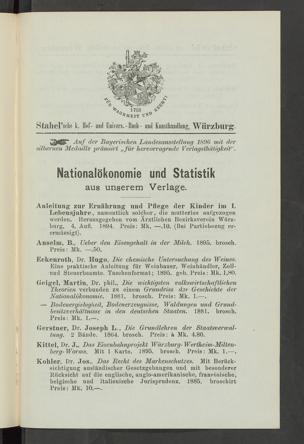 1753
FÜR WAHRHEIT UND RECHT!
Stahel'sche k. Hof- und Univers.- Buch- und Kunsthandlung, Würzburg.
Auf der Bayerischen Landesausstellung 1896 mit der
silbernen Medaille prämiert „für hervorragende Verlagsthätigkeit“.
Nationalökonomie und Statistik
aus unserem Verlage.
Anleitung zur Ernährung und Pflege der Kinder im I.
Lebensjahre, namentlich solcher, die mutterlos aufgezogen
werden. Herausgegeben vom Ärztlichen Bezirksverein Würz-
burg. 4. Aufl. 1894. Preis: Mk. —.10. (Bei Partiebezug er-
ermässigt).
Anselm, R., Ueber den Eisengehalt in der Milch. 1895. brosch.
Preis: Mk. —.50.
Eckenroth, Dr. Hugo, Die chemische Untersuchung des Weines.
Eine praktische Anleitung für Weinbauer, Weinhändler, Zoll-
und Steuerbeamte. Taschenformat; 1895. geb. Preis: Mk. 1,80.
Geigel, Martin, Dr. phil., Die wichtigsten volkswirtschaftlichen
Theorien verbunden zu einem Grundriss der Geschichte der
Nationalökonomie. 1881. brosch. Preis: Mk. 1.—.
— Bodenergiebigkeit, Bodenerzeugnisse, Waldungen und Grund-
besitzverhältnisse in den deutschen Staaten. 1881. brosch.
Preis: Mk. 1.—.
Gerstner, Dr. Joseph L., Die Grundlehren der Staatsverwal-
tung. 2 Bände. 1864. brosch. Preis: à Mk. 4.80.
Kittel, Dr. J., Das Eisenbahnprojekt Würzburg-Wertheim-Milten-
berg-Worms. Mit 1 Karte. 1895. brosch. Preis: Mk. 1,—.
Kohler, Dr. Jos., Das Recht des Markenschutzes. Mit Berück-
sichtigung ausländischer Gesetzgebungen und mit besonderer
Rücksicht auf die englische, anglo-amerikanische, französische,
belgische und italienische Jurisprudenz. 1885. broschirt
Preis: Mk. 10.—.